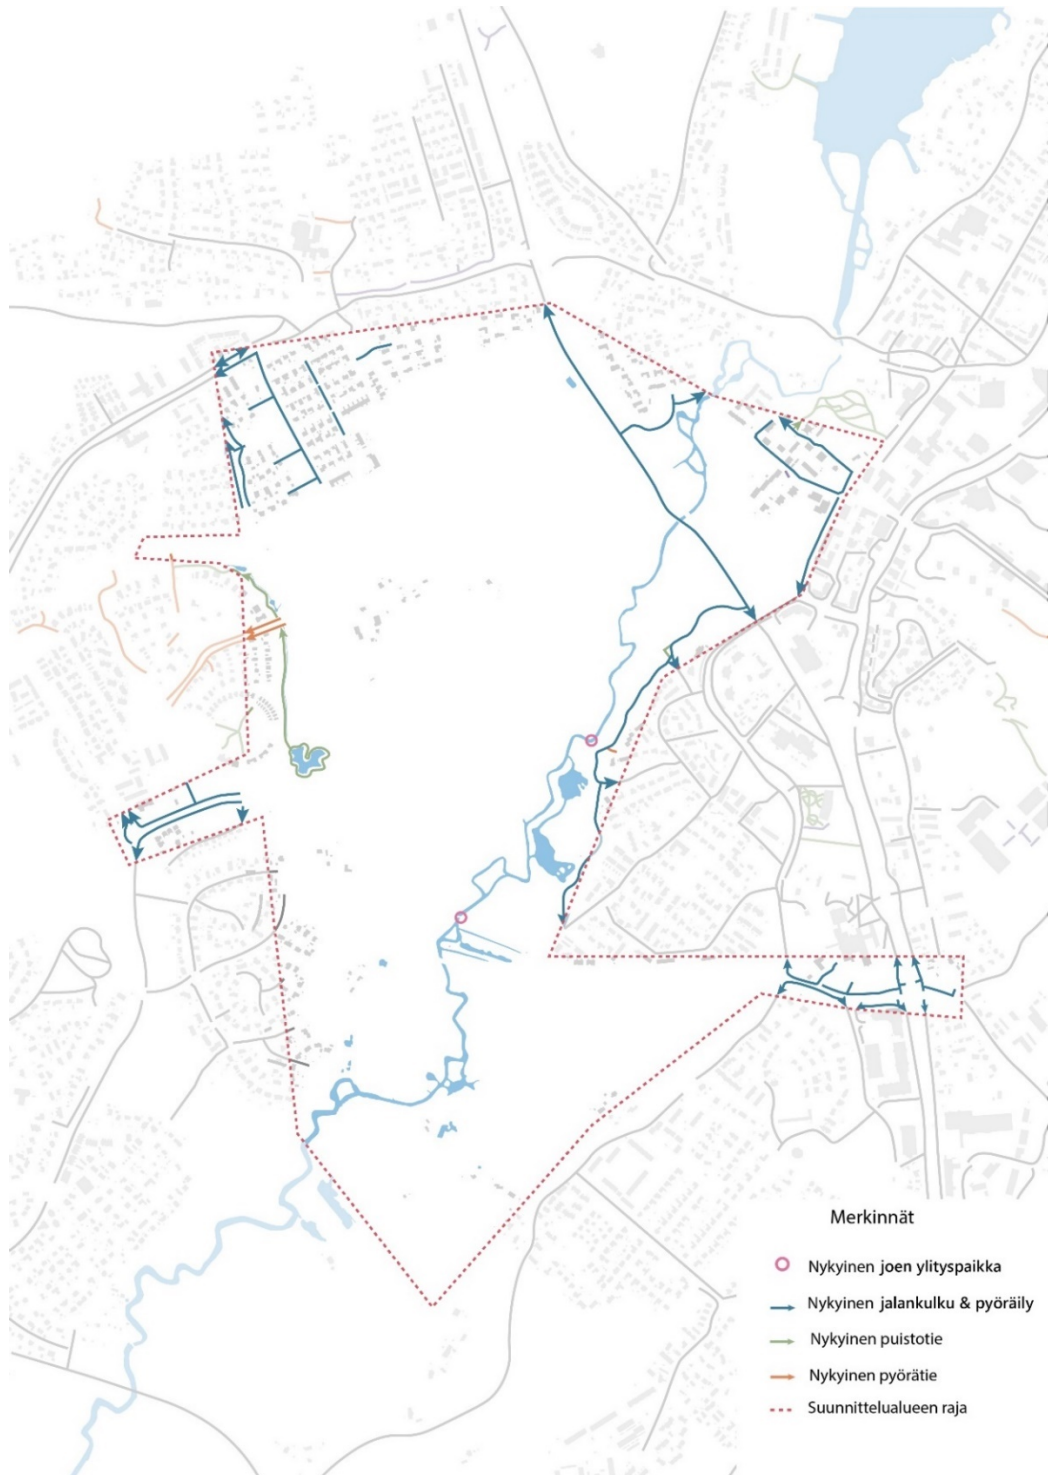 Merkinnät
Nykyinen joen ylityspaikka
Nykyinen jalankulku & pyöräily
Nykyinen puistotie
Nykyinen pyörätie
Suunnittelualueen raja